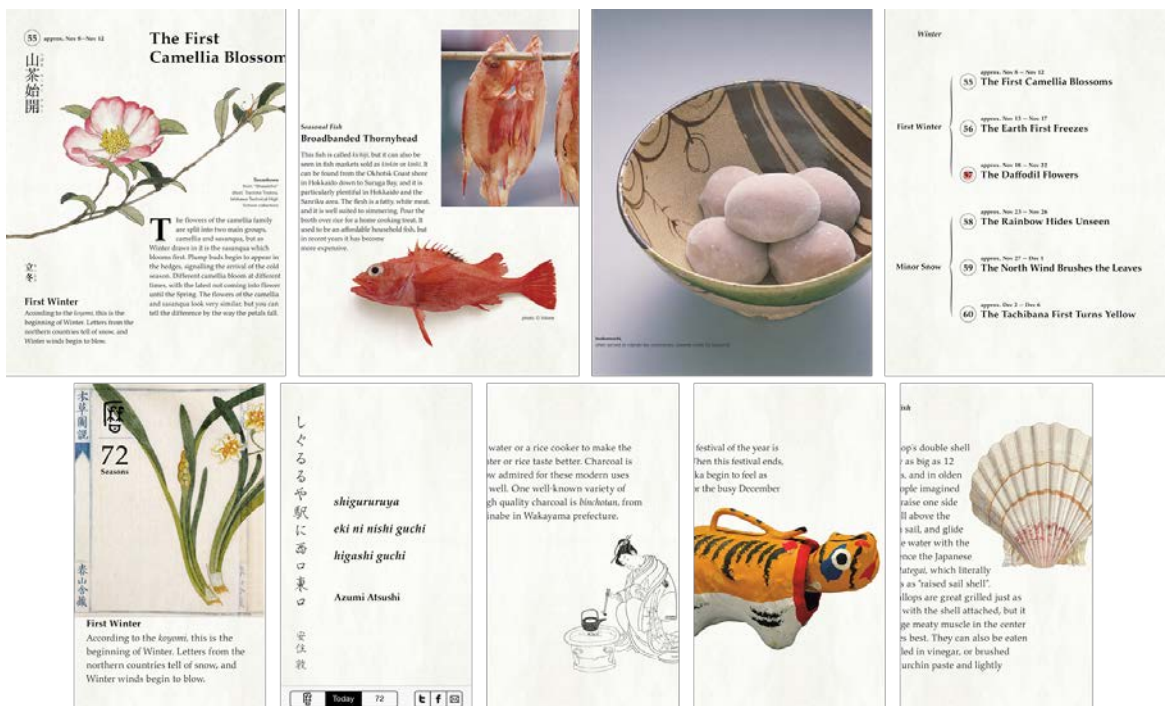 55 approx. Nov 8—Nov 12
山茶始開
The First
Camellia Blossom
The flowers of the camellia family
are split into two main groups,
camellia and sasanqua, but as
Winter draws in it is the sasanqua which
blooms first. Plump buds begin to appear in
the hedges, signalling the arrival of the cold
season. Different camellia bloom at different
times, with the latest not coming into flower
until the Spring. The flowers of the camellia
and sasanqua look very similar, but you can
tell the difference by the way the petals fall.
立冬
First Winter
According to the koyomi, this is the
beginning of Winter. Letters from the
northern countries tell of snow, and
Winter winds begin to blow.
Seasonal Fish
Broadbanded Thornyhead
This fish is called kichiji, but it can also be
seen in fish markets sold as kinkin or kinki. It
can be found from the Okhotsk Coast shore
in Hokkaido down to Suruga Bay, and it is
particularly plentiful in Hokkaido and the
Sanriku area. The flesh is a fatty, white meat,
and it is well suited to simmering. Pour the
broth over rice for a home cooking treat. It
used to be an affordable household fish, but
in recent years it has become
more expensive.
Winter
First Winter
approx. Nov 8 — Nov 12
55 The First Camellia Blossoms
approx. Nov 13 — Nov 17
56 The Earth First Freezes
approx. Nov 18 — Nov 22
57 The Daffodil Flowers
Minor Snow
approx. Nov 23 — Nov 26
58 The Rainbow Hides Unseen
approx. Nov 27 — Dec 1
59 The North Wind Brushes the Leaves
approx. Dec 2 — Dec 6
60 The Tachibana First Turns Yellow
本草圖説
72
Seasons
春山舎蔵
First Winter
According to the koyomi, this is the
beginning of Winter. Letters from the
northern countries tell of snow, and
Winter winds begin to blow.
しぐるるや駅に西口東口
安住敦
shigururuya
eki ni nishi guchi
higashi guchi
Azumi Atsushi
Today 72
water or a rice cooker to make the
ter or rice taste better. Charcoal is
w admired for these modern uses
well. One well-known variety of
gh quality charcoal is binchotan, from
inabe in Wakayama prefecture.
festival of the year is
hen this festival ends,
ka begin to feel as
r the busy December
ish
op's double shell
as big as 12
s, and in olden
ople imagined
raise one side
ll above the
sail, and glide
e water with the
ence the Japanese
tategai, which literally
s as "raised sail shell".
llops are great grilled just as
with the shell attached, but it
ge meaty muscle in the center
es best. They can also be eaten
led in vinegar, or brushed
urchin paste and lightly